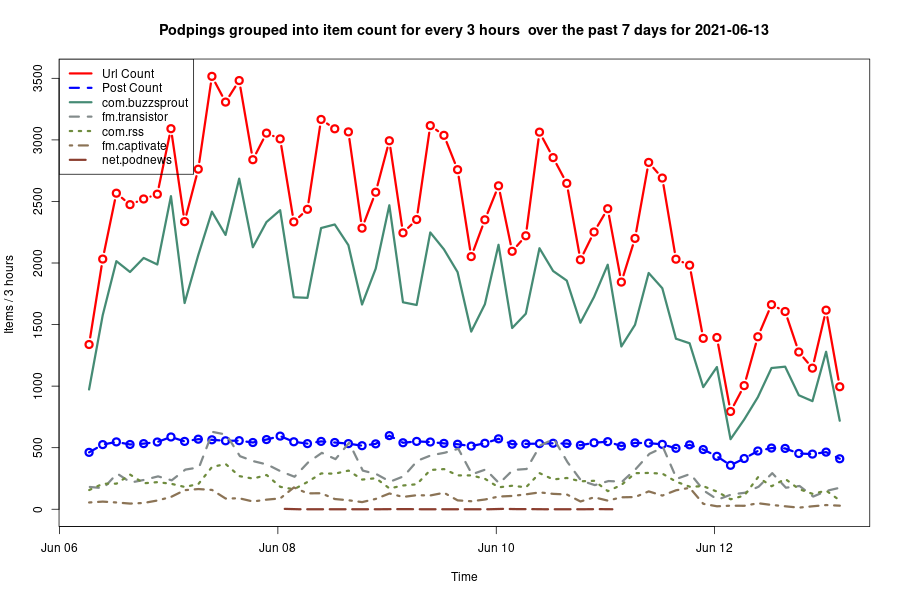 Podpings grouped into item count for every 3 hours  over the past 7 days for 2021-06-13
Url Count
Post Count
com.buzzsprout
fm.transistor
com.rss
fm.captivate
net.podnews
Items / 3 hours
3500
3000
2500
2000
1500
1000
500
0
Jun 06
Jun 08
Jun 10
Jun 12
Time